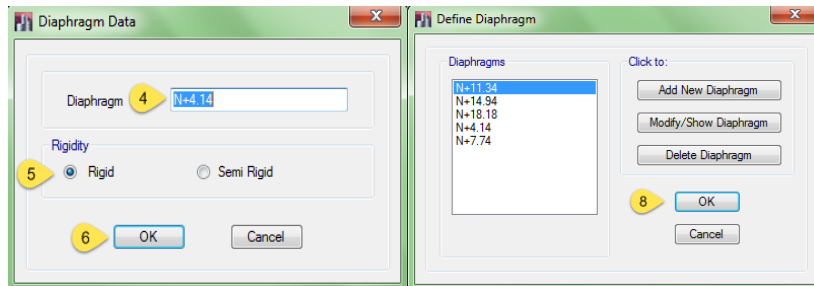 Diaphragm Data
Diaphragm 4 N+4.14
Rigidity
5 Rigid Semi Rigid
6 OK Cancel
Define Diaphragm
Diaphragms
N+11.34
N+14.94
N+18.18
N+4.14
N+7.74
Click to:
Add New Diaphragm
Modify/Show Diaphragm
Delete Diaphragm
8 OK
Cancel